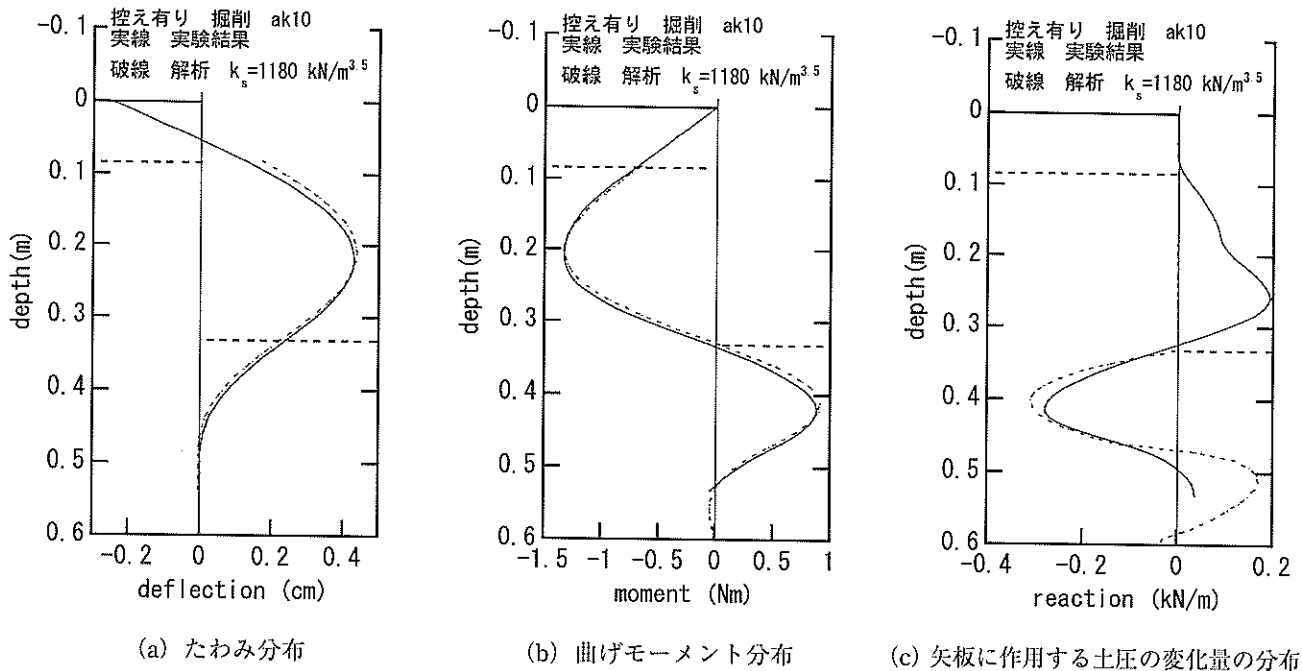 控え有り 掘削 ak10
実線 実験結果
破線 解析 ks=1180 kN/m3.5
-0.1
0
0.1
0.2
0.3
0.4
0.5
0.6
depth(m)
-0.2 0 0.2 0.4
deflection (cm)
(a) たわみ分布
控え有り 掘削 ak10
実線 実験結果
破線 解析 ks=1180 kN/m3.5
-0.1
0
0.1
0.2
0.3
0.4
0.5
0.6
depth(m)
-1.5 -1 -0.5 0 0.5 1
moment (Nm)
(b) 曲げモーメント分布
控え有り 掘削 ak10
実線 実験結果
破線 解析 ks=1180 kN/m3.5
-0.1
0
0.1
0.2
0.3
0.4
0.5
0.6
depth(m)
-0.4 -0.2 0 0.2
reaction (kN/m)
(c) 矢板に作用する土圧の変化量の分布